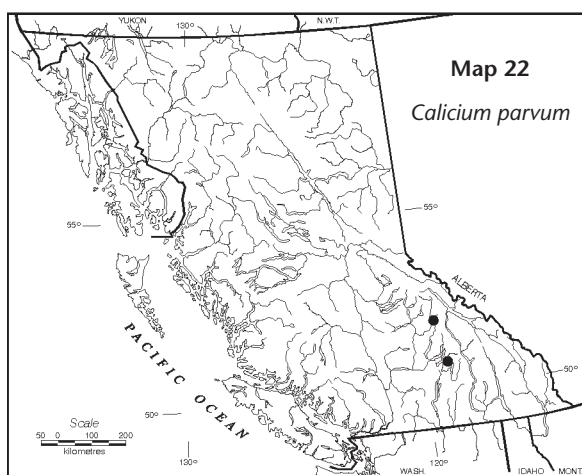 YUKON
130°
N.W.T.
Map 22
Calicium parvum
55°
55°
ALBERTA
PACIFIC OCEAN
50°
50°
Scale
50 0 100 200
kilometres
130°
120°
WASH.
IDAHO
MONT.